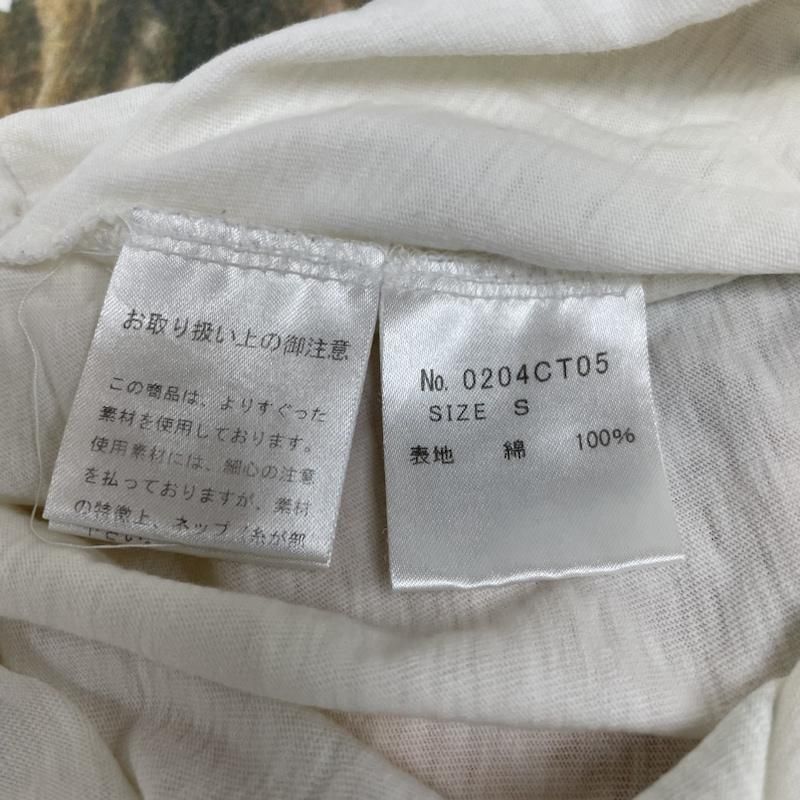 お取り扱い上の御注意
この商品は、よりすぐった
素材を使用しております。
使用素材には、細心の注意
を払っておりますが、素材
の特徴上、ネップ（糸が部
No. 0204CT05
SIZE S
表地 綿 100%